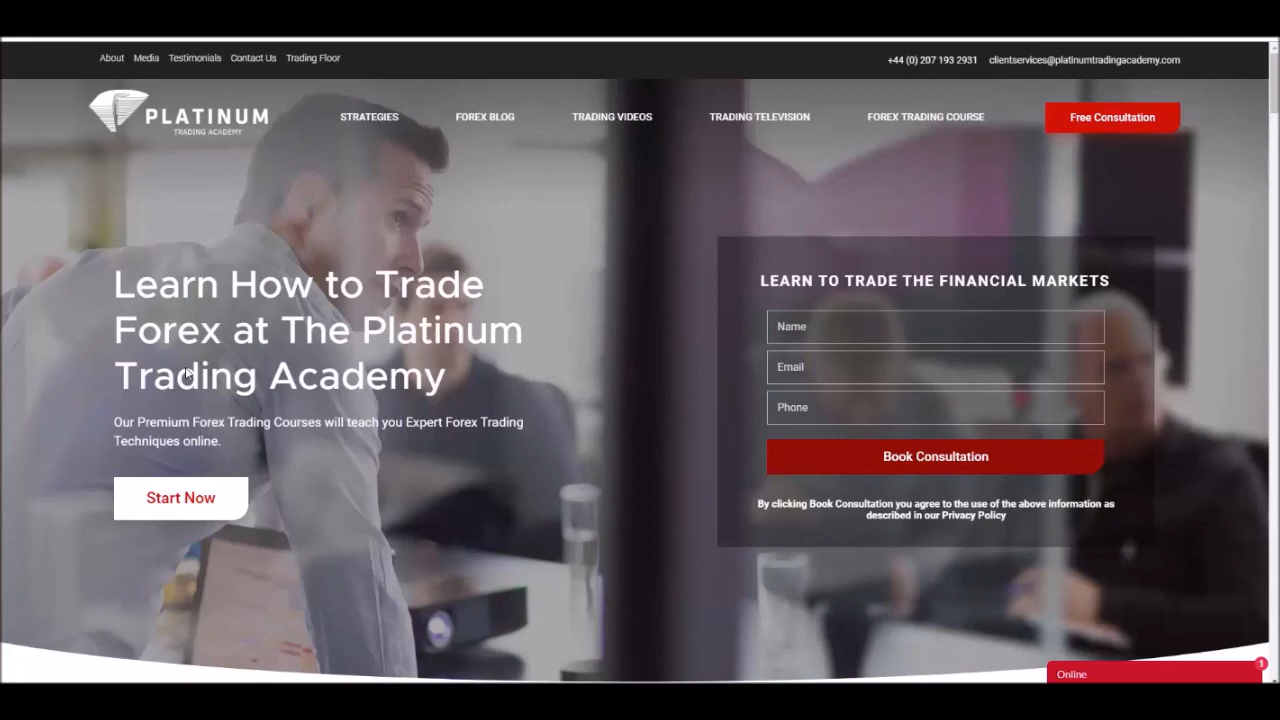 About Media Testimonials Contact Us Trading Floor
+44 (0) 207 193 2931 clientservices@platinumtradingacademy.com
PLATINUM
TRADING ACADEMY
STRATEGIES FOREX BLOG TRADING VIDEOS TRADING TELEVISION FOREX TRADING COURSE
Free Consultation
Learn How to Trade
Forex at The Platinum
Trading Academy
Our Premium Forex Trading Courses will teach you Expert Forex Trading
Techniques online.
Start Now
LEARN TO TRADE THE FINANCIAL MARKETS
Name
Email
Phone
Book Consultation
By clicking Book Consultation you agree to the use of the above information as
described in our Privacy Policy
Online
1